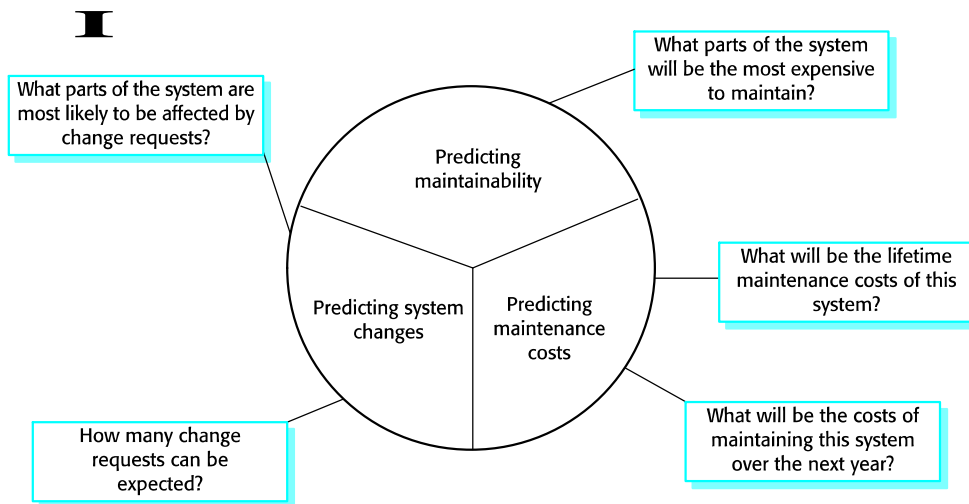 I
What parts of the system
will be the most expensive
to maintain?
What parts of the system are
most likely to be affected by
change requests?
Predicting
maintainability
What will be the lifetime
maintenance costs of this
system?
Predicting system
changes
Predicting
maintenance
costs
What will be the costs of
maintaining this system
over the next year?
How many change
requests can be
expected?